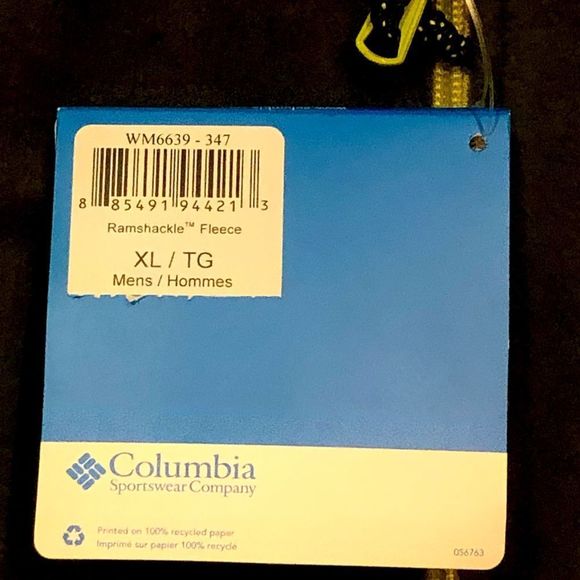 WM6639 - 347
8 85491 94421 3
Ramshackle™ Fleece
XL / TG
Mens / Hommes
Columbia
Sportswear Company
Printed on 100% recycled paper
Imprimé sur papier 100% recycle
056763